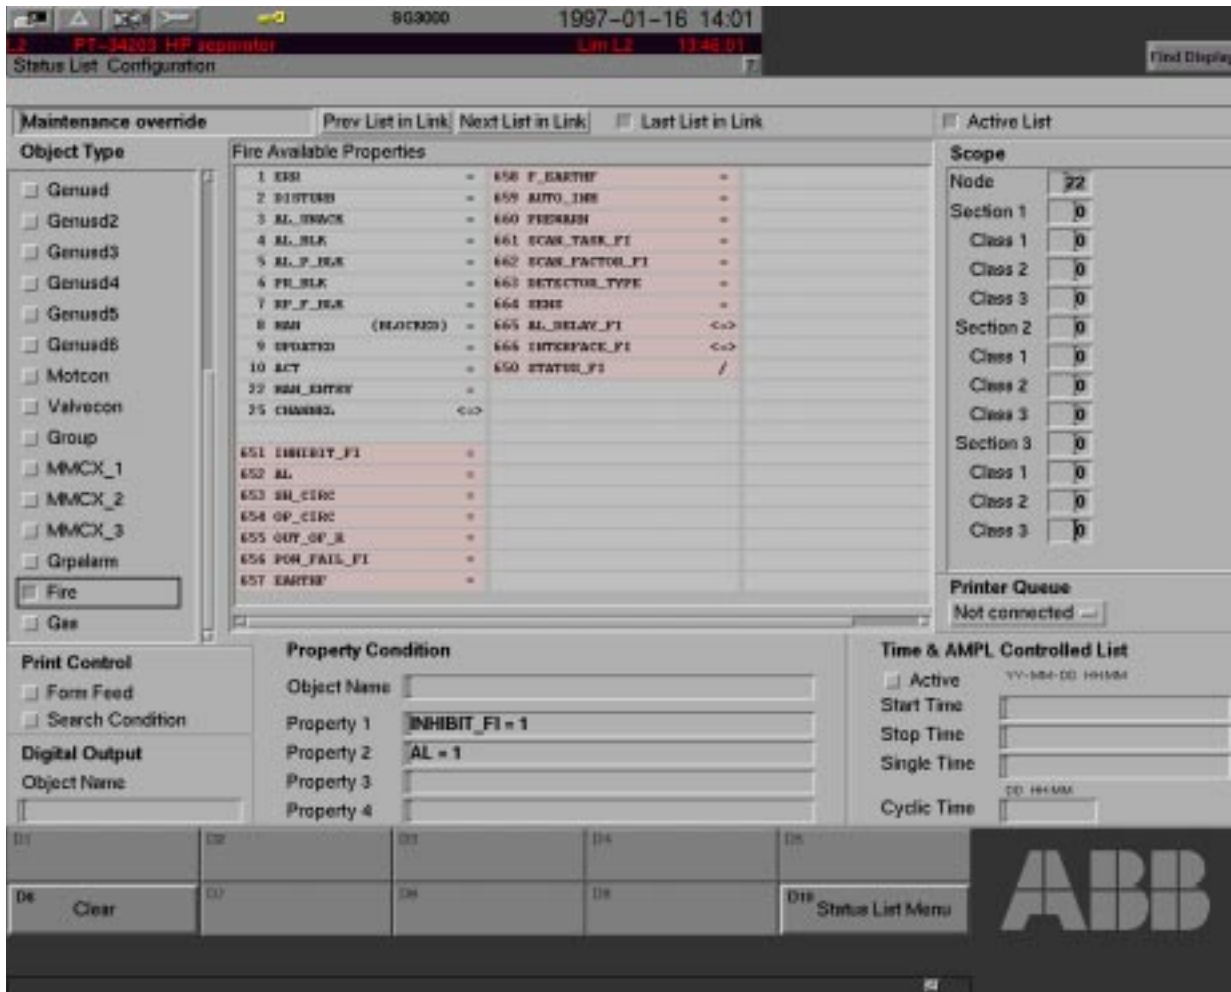 SG3000 1997-01-16 14:01
L2 PT-34203 HP separator Lim L2 13:46:01
Status List Configuration 7
Find Display
Maintenance override Prev List in Link Next List in Link Last List in Link Active List
Object Type
Genusd
Genusd2
Genusd3
Genusd4
Genusd5
Genusd6
Motcon
Valvecon
Group
MMCX_1
MMCX_2
MMCX_3
Grpalarm
Fire
Gas
Fire Available Properties
1 ERR =
2 DISTURB =
3 AL_UNACK =
4 AL_BLK =
5 AL_P_BLK =
6 PR_BLK =
7 RP_F_BLK =
8 MAN (BLOCKED) =
9 UPDATED =
10 ACT =
22 MAN_ENTRY =
25 CHANNEL <=>
651 INHIBIT_FI =
652 AL =
653 SH_CIRC =
654 OP_CIRC =
655 OUT_OF_R =
656 POW_FAIL_FI =
657 EARTHF =
658 F_EARTHF =
659 AUTO_INH =
660 PREWARN =
661 SCAN_TASK_FI =
662 SCAN_FACTOR_FI =
663 DETECTOR_TYPE =
664 SENS =
665 AL_DELAY_FI <=>
666 INTERFACE_FI <=>
650 STATUS_FI /
Scope
Node 22
Section 1 0
Class 1 0
Class 2 0
Class 3 0
Section 2 0
Class 1 0
Class 2 0
Class 3 0
Section 3 0
Class 1 0
Class 2 0
Class 3 0
Printer Queue
Not connected
Print Control
Form Feed
Search Condition
Digital Output
Object Name
Property Condition
Object Name
Property 1 INHIBIT_FI = 1
Property 2 AL = 1
Property 3
Property 4
Time & AMPL Controlled List
Active YY-MM-DD HH:MM
Start Time
Stop Time
Single Time
DD HH:MM
Cyclic Time
D1 D2 D3 D4 D5
D6 Clear D7 D8 D9 D10 Status List Menu
ABB